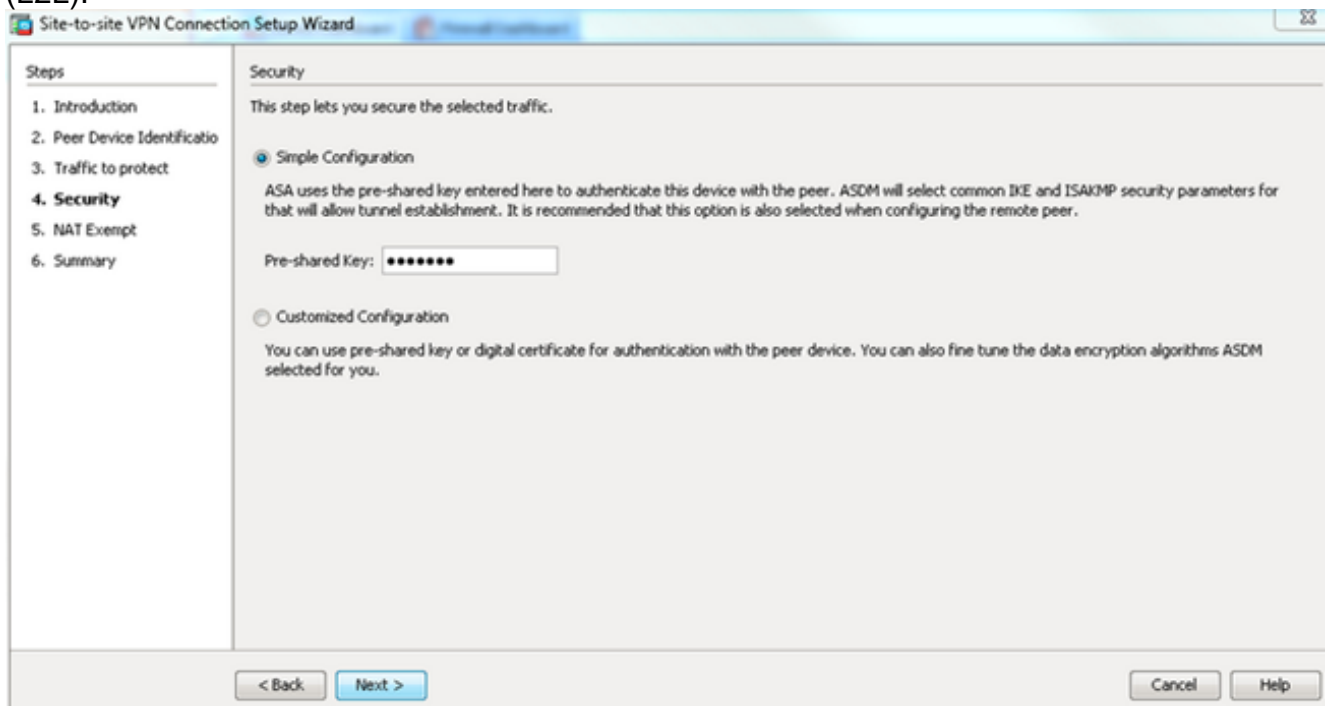 (L2L).
Site-to-site VPN Connection Setup Wizard
Steps
1. Introduction
2. Peer Device Identificatio
3. Traffic to protect
4. Security
5. NAT Exempt
6. Summary
Security
This step lets you secure the selected traffic.
Simple Configuration
ASA uses the pre-shared key entered here to authenticate this device with the peer. ASDM will select common IKE and ISAKMP security parameters for
that will allow tunnel establishment. It is recommended that this option is also selected when configuring the remote peer.
Pre-shared Key: •••••••
Customized Configuration
You can use pre-shared key or digital certificate for authentication with the peer device. You can also fine tune the data encryption algorithms ASDM
selected for you.
< Back Next > Cancel Help